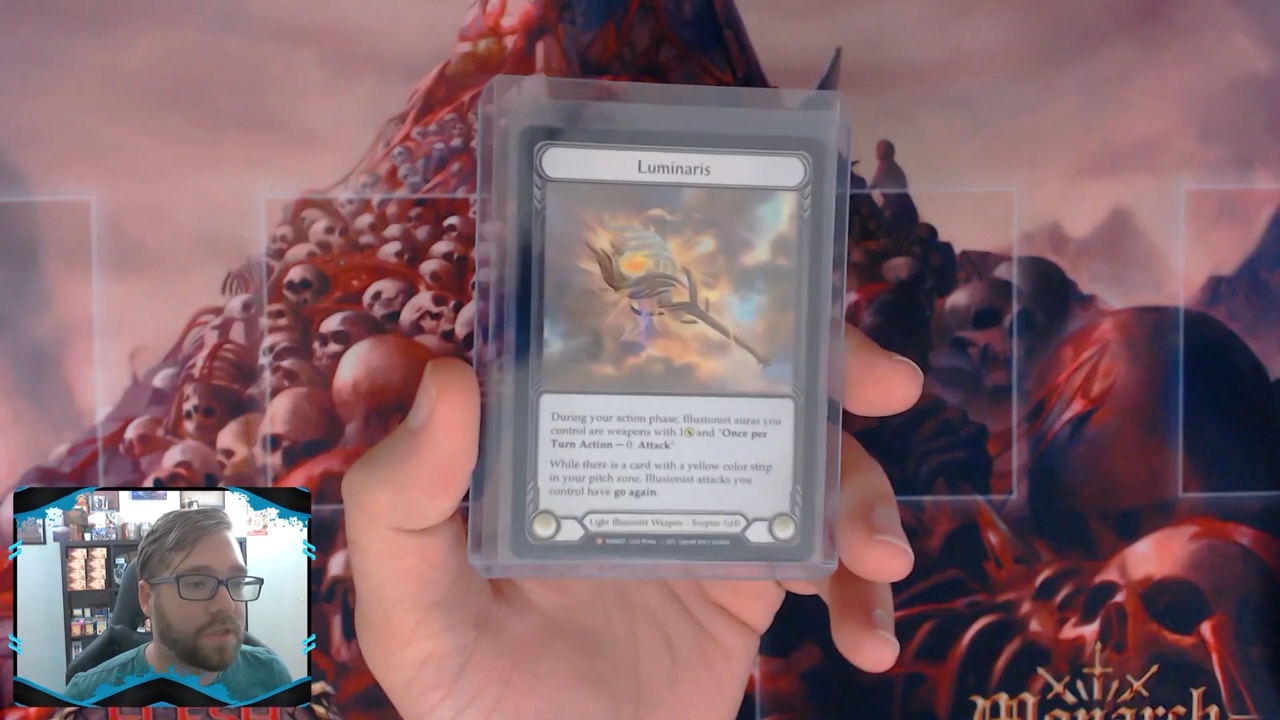 Luminaris
During your action phase, Illusionist auras you
control are weapons with 1 and "Once per
Turn Action – 0: Attack"
While there is a card with a yellow color strip
in your pitch zone, Illusionist attacks you
control have go again.
Light Illusionist Weapon – Scepter (2H)
FLESH
Monarch